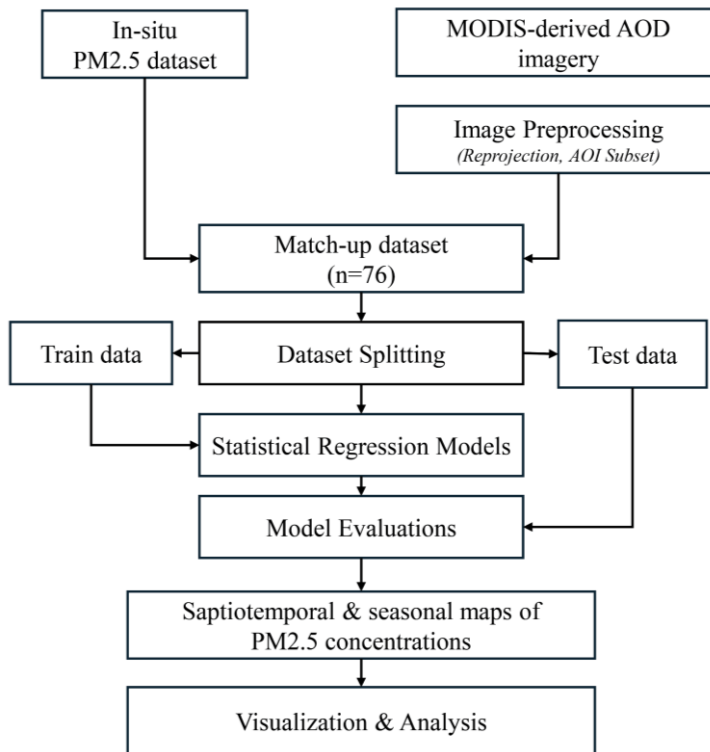 In-situ
PM2.5 dataset
MODIS-derived AOD
imagery
Image Preprocessing
(Reprojection, AOI Subset)
Match-up dataset
(n=76)
Train data
Dataset Splitting
Test data
Statistical Regression Models
Model Evaluations
Saptiotemporal & seasonal maps of
PM2.5 concentrations
Visualization & Analysis